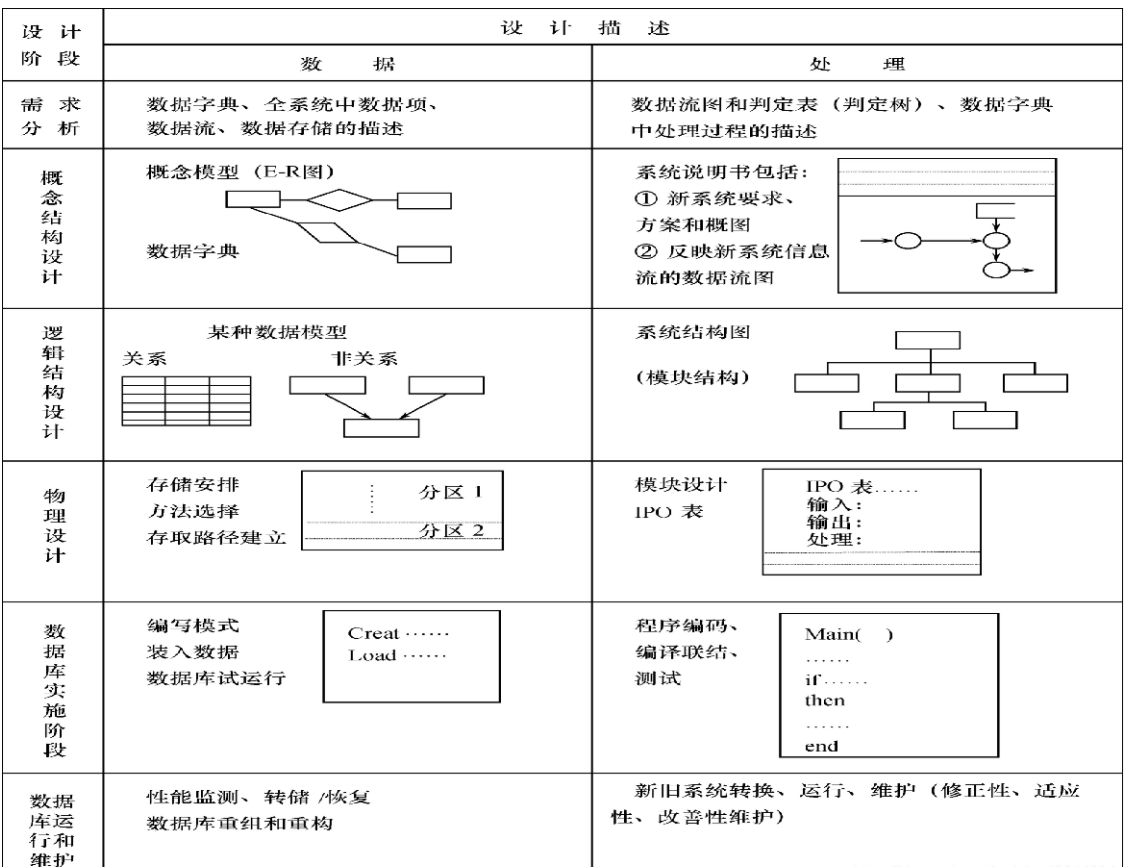 设 计
阶 段
设 计 描 述
数 据
处 理
需 求
分 析
数据字典、全系统中数据项、
数据流、数据存储的描述
数据流图和判定表（判定树）、数据字典
中处理过程的描述
概念结构设计
概念模型（E-R图）
数据字典
系统说明书包括：
① 新系统要求、
方案和概图
② 反映新系统信息
流的数据流图
逻辑结构设计
某种数据模型
关系
非关系
系统结构图
（模块结构）
物理设计
存储安排
方法选择
存取路径建立
分区 1
分区 2
模块设计
IPO 表
IPO 表……
输入：
输出：
处理：
数据库实施阶段
编写模式
装入数据
数据库试运行
Creat ……
Load ……
程序编码、
编译联结、
测试
Main( )
……
if……
then
……
end
数据
库运
行和
维护
性能监测、转储 /恢复
数据库重组和重构
新旧系统转换、运行、维护（修正性、适应
性、改善性维护）